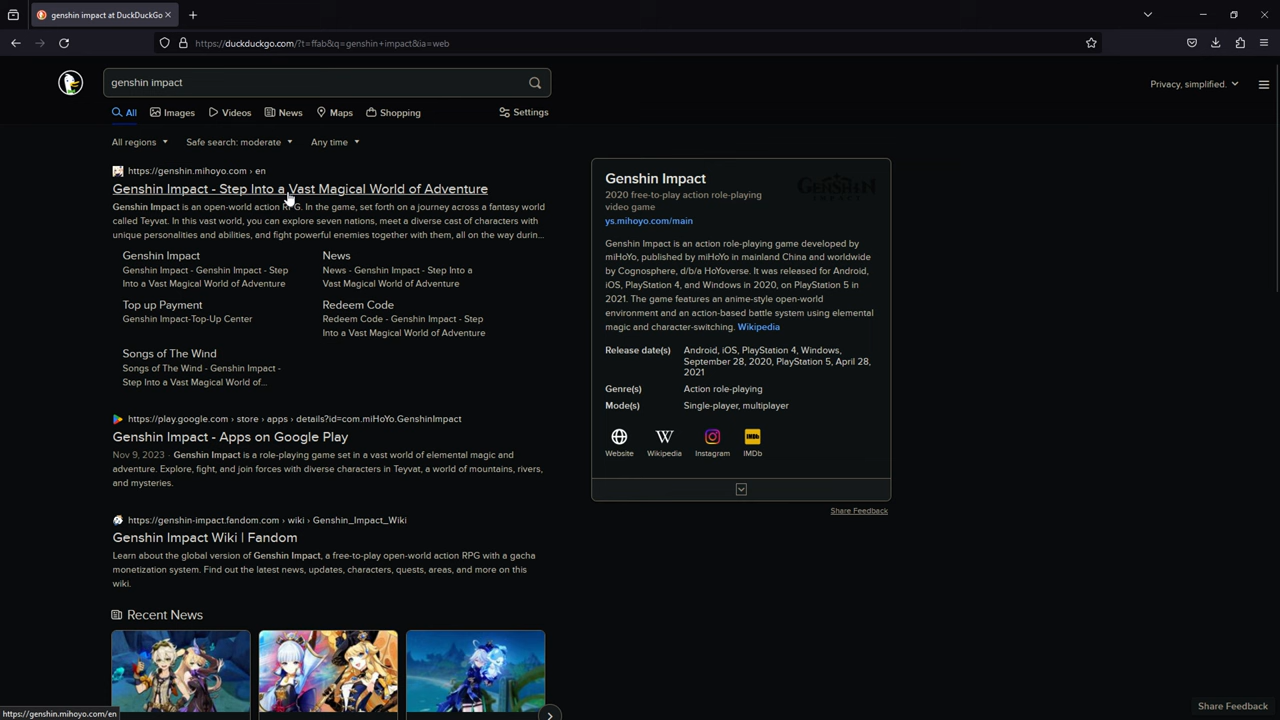 genshin impact at DuckDuckGo
https://duckduckgo.com/?t=ffab&q=genshin+impact&ia=web
genshin impact
Privacy, simplified.
All
Images
Videos
News
Maps
Shopping
Settings
All regions
Safe search: moderate
Any time
https://genshin.mihoyo.com › en
Genshin Impact - Step Into a Vast Magical World of Adventure
Genshin Impact is an open-world action RPG. In the game, set forth on a journey across a fantasy world
called Teyvat. In this vast world, you can explore seven nations, meet a diverse cast of characters with
unique personalities and abilities, and fight powerful enemies together with them, all on the way durin...
Genshin Impact
Genshin Impact - Genshin Impact - Step
Into a Vast Magical World of Adventure
News
News - Genshin Impact - Step Into a
Vast Magical World of Adventure
Top up Payment
Genshin Impact-Top-Up Center
Redeem Code
Redeem Code - Genshin Impact - Step
Into a Vast Magical World of Adventure
Songs of The Wind
Songs of The Wind - Genshin Impact -
Step Into a Vast Magical World of...
https://play.google.com › store › apps › details?id=com.miHoYo.GenshinImpact
Genshin Impact - Apps on Google Play
Nov 9, 2023 · Genshin Impact is a role-playing game set in a vast world of elemental magic and
adventure. Explore, fight, and join forces with diverse characters in Teyvat, a world of mountains, rivers,
and mysteries.
https://genshin-impact.fandom.com › wiki › Genshin_Impact_Wiki
Genshin Impact Wiki | Fandom
Learn about the global version of Genshin Impact, a free-to-play open-world action RPG with a gacha
monetization system. Find out the latest news, updates, characters, quests, areas, and more on this
wiki.
Recent News
Genshin Impact
2020 free-to-play action role-playing
video game
ys.mihoyo.com/main
GENSHIN
IMPACT
Genshin Impact is an action role-playing game developed by
miHoYo, published by miHoYo in mainland China and worldwide
by Cognosphere, d/b/a HoYoverse. It was released for Android,
iOS, PlayStation 4, and Windows in 2020, on PlayStation 5 in
2021. The game features an anime-style open-world
environment and an action-based battle system using elemental
magic and character-switching. Wikipedia
Release date(s)
Android, iOS, PlayStation 4, Windows,
September 28, 2020, PlayStation 5, April 28,
2021
Genre(s)
Action role-playing
Mode(s)
Single-player, multiplayer
W
IMDb
Website
Wikipedia
Instagram
IMDb
Share Feedback
https://genshin.mihoyo.com/en
Share Feedback